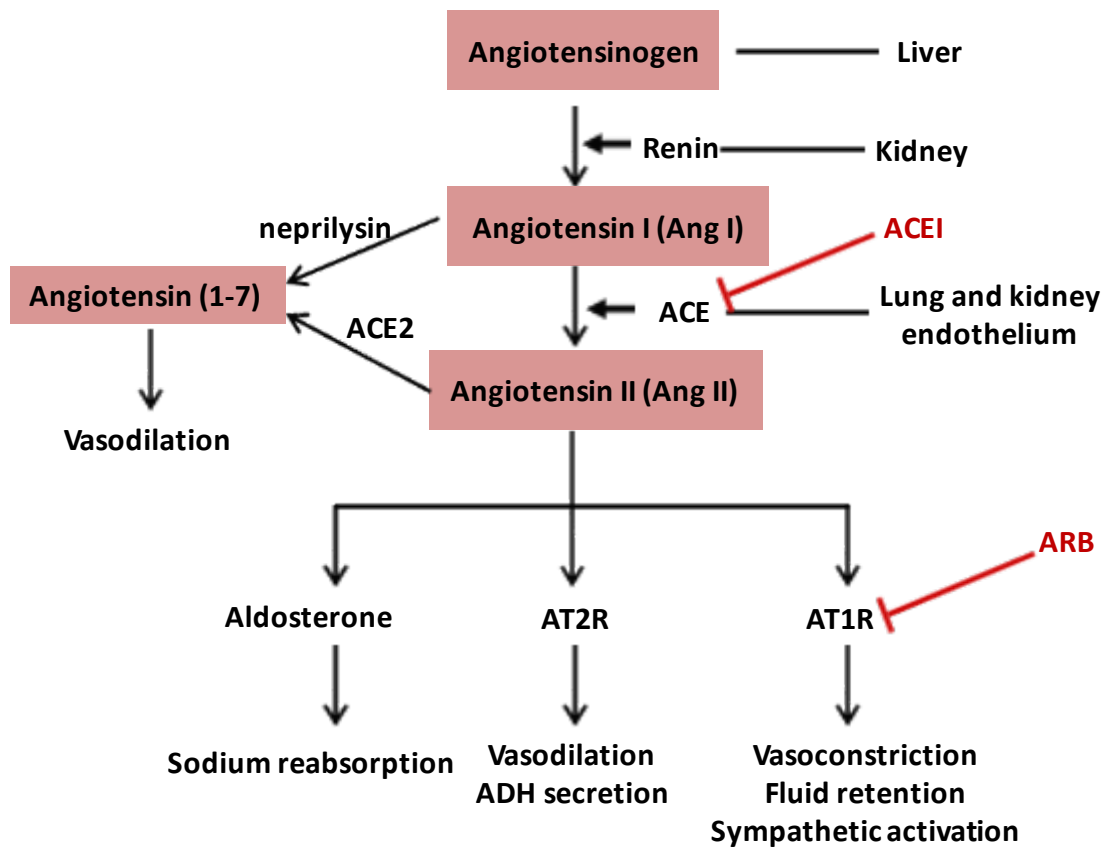 Angiotensinogen
Liver
Renin
Kidney
neprilysin
Angiotensin I (Ang I)
ACEI
Angiotensin (1-7)
ACE2
ACE
Lung and kidney
endothelium
Angiotensin II (Ang II)
Vasodilation
ARB
Aldosterone
AT2R
AT1R
Sodium reabsorption
Vasodilation
ADH secretion
Vasoconstriction
Fluid retention
Sympathetic activation